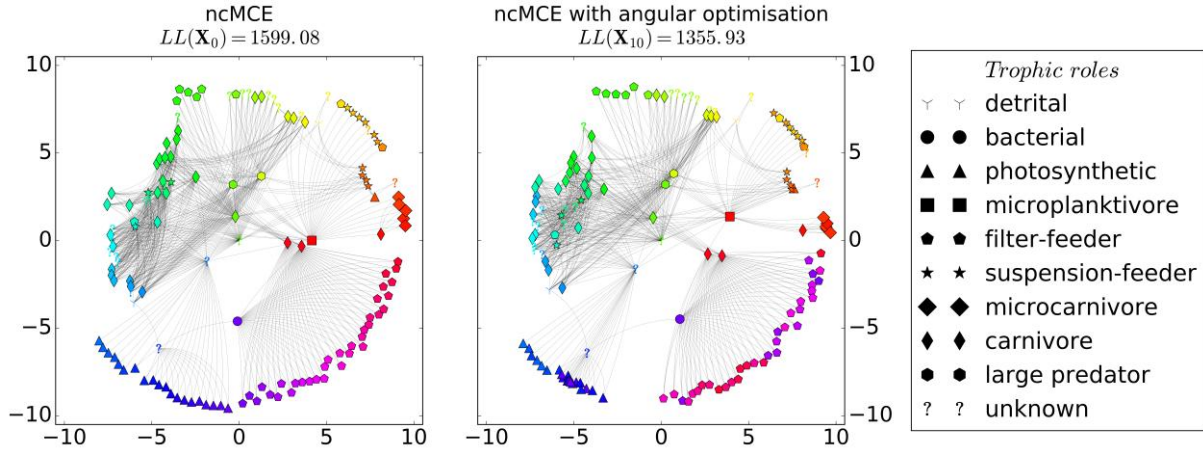 ncMCE
LL(X₀) = 1599.08
ncMCE with angular optimisation
LL(X₁₀) = 1355.93
10
5
0
−5
−10
−10
−5
0
5
10
−10
−5
0
5
10
10
5
0
−5
−10
Trophic roles
detrital
bacterial
photosynthetic
microplanktivore
filter-feeder
suspension-feeder
microcarnivore
carnivore
large predator
? ? unknown